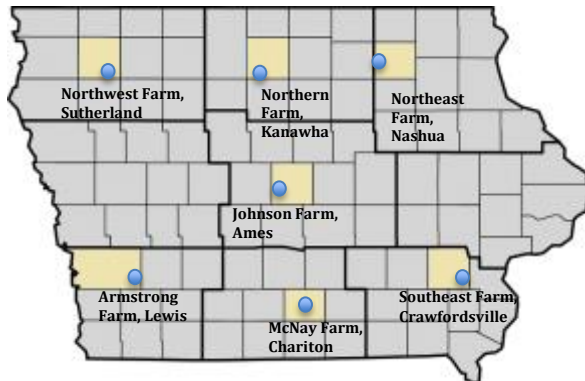 Northwest Farm,
Sutherland
Northern
Farm,
Kanawha
Northeast
Farm,
Nashua
Johnson Farm,
Ames
Armstrong
Farm, Lewis
McNay Farm,
Chariton
Southeast Farm,
Crawfordsville